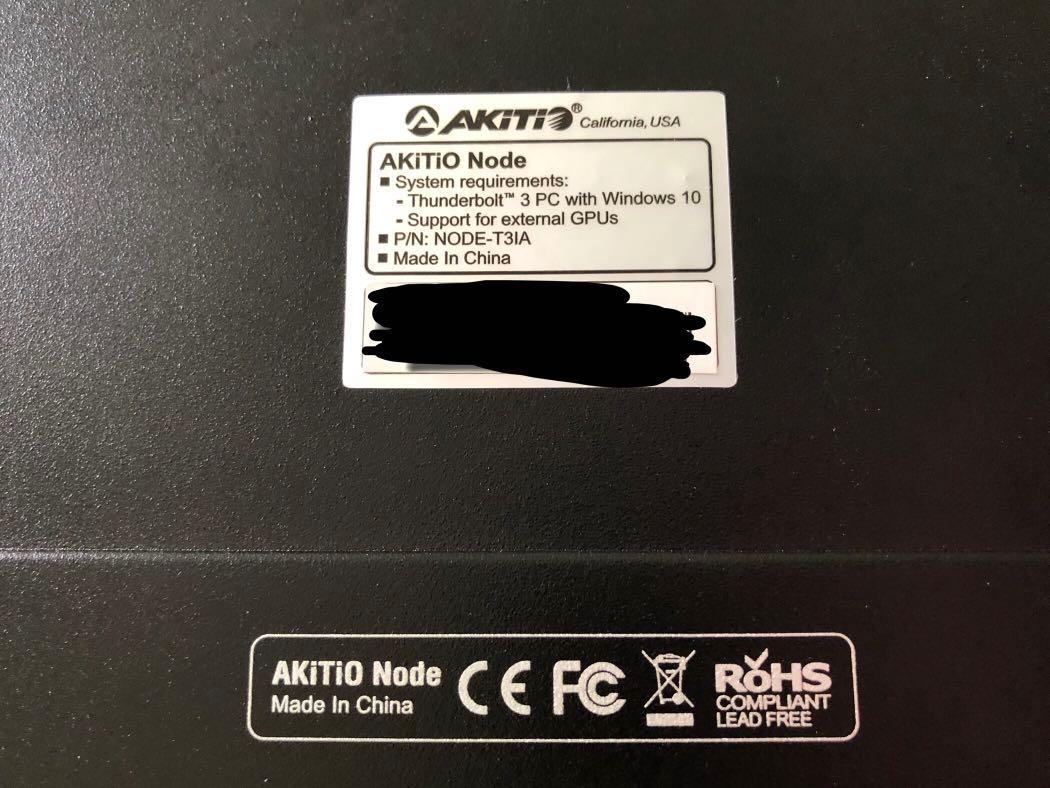 AKiTiO® California, USA
AKiTiO Node
■ System requirements:
- Thunderbolt™ 3 PC with Windows 10
- Support for external GPUs
■ P/N: NODE-T3IA
■ Made In China
AKiTiO Node
Made In China
CE FC
RoHS
COMPLIANT
LEAD FREE